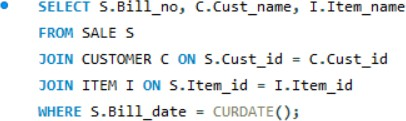 SELECT S.Bill_no, C.Cust_name, I.Item_name
FROM SALE S
JOIN CUSTOMER C ON S.Cust_id = C.Cust_id
JOIN ITEM I ON S.Item_id = I.Item_id
WHERE S.Bill_date = CURDATE();